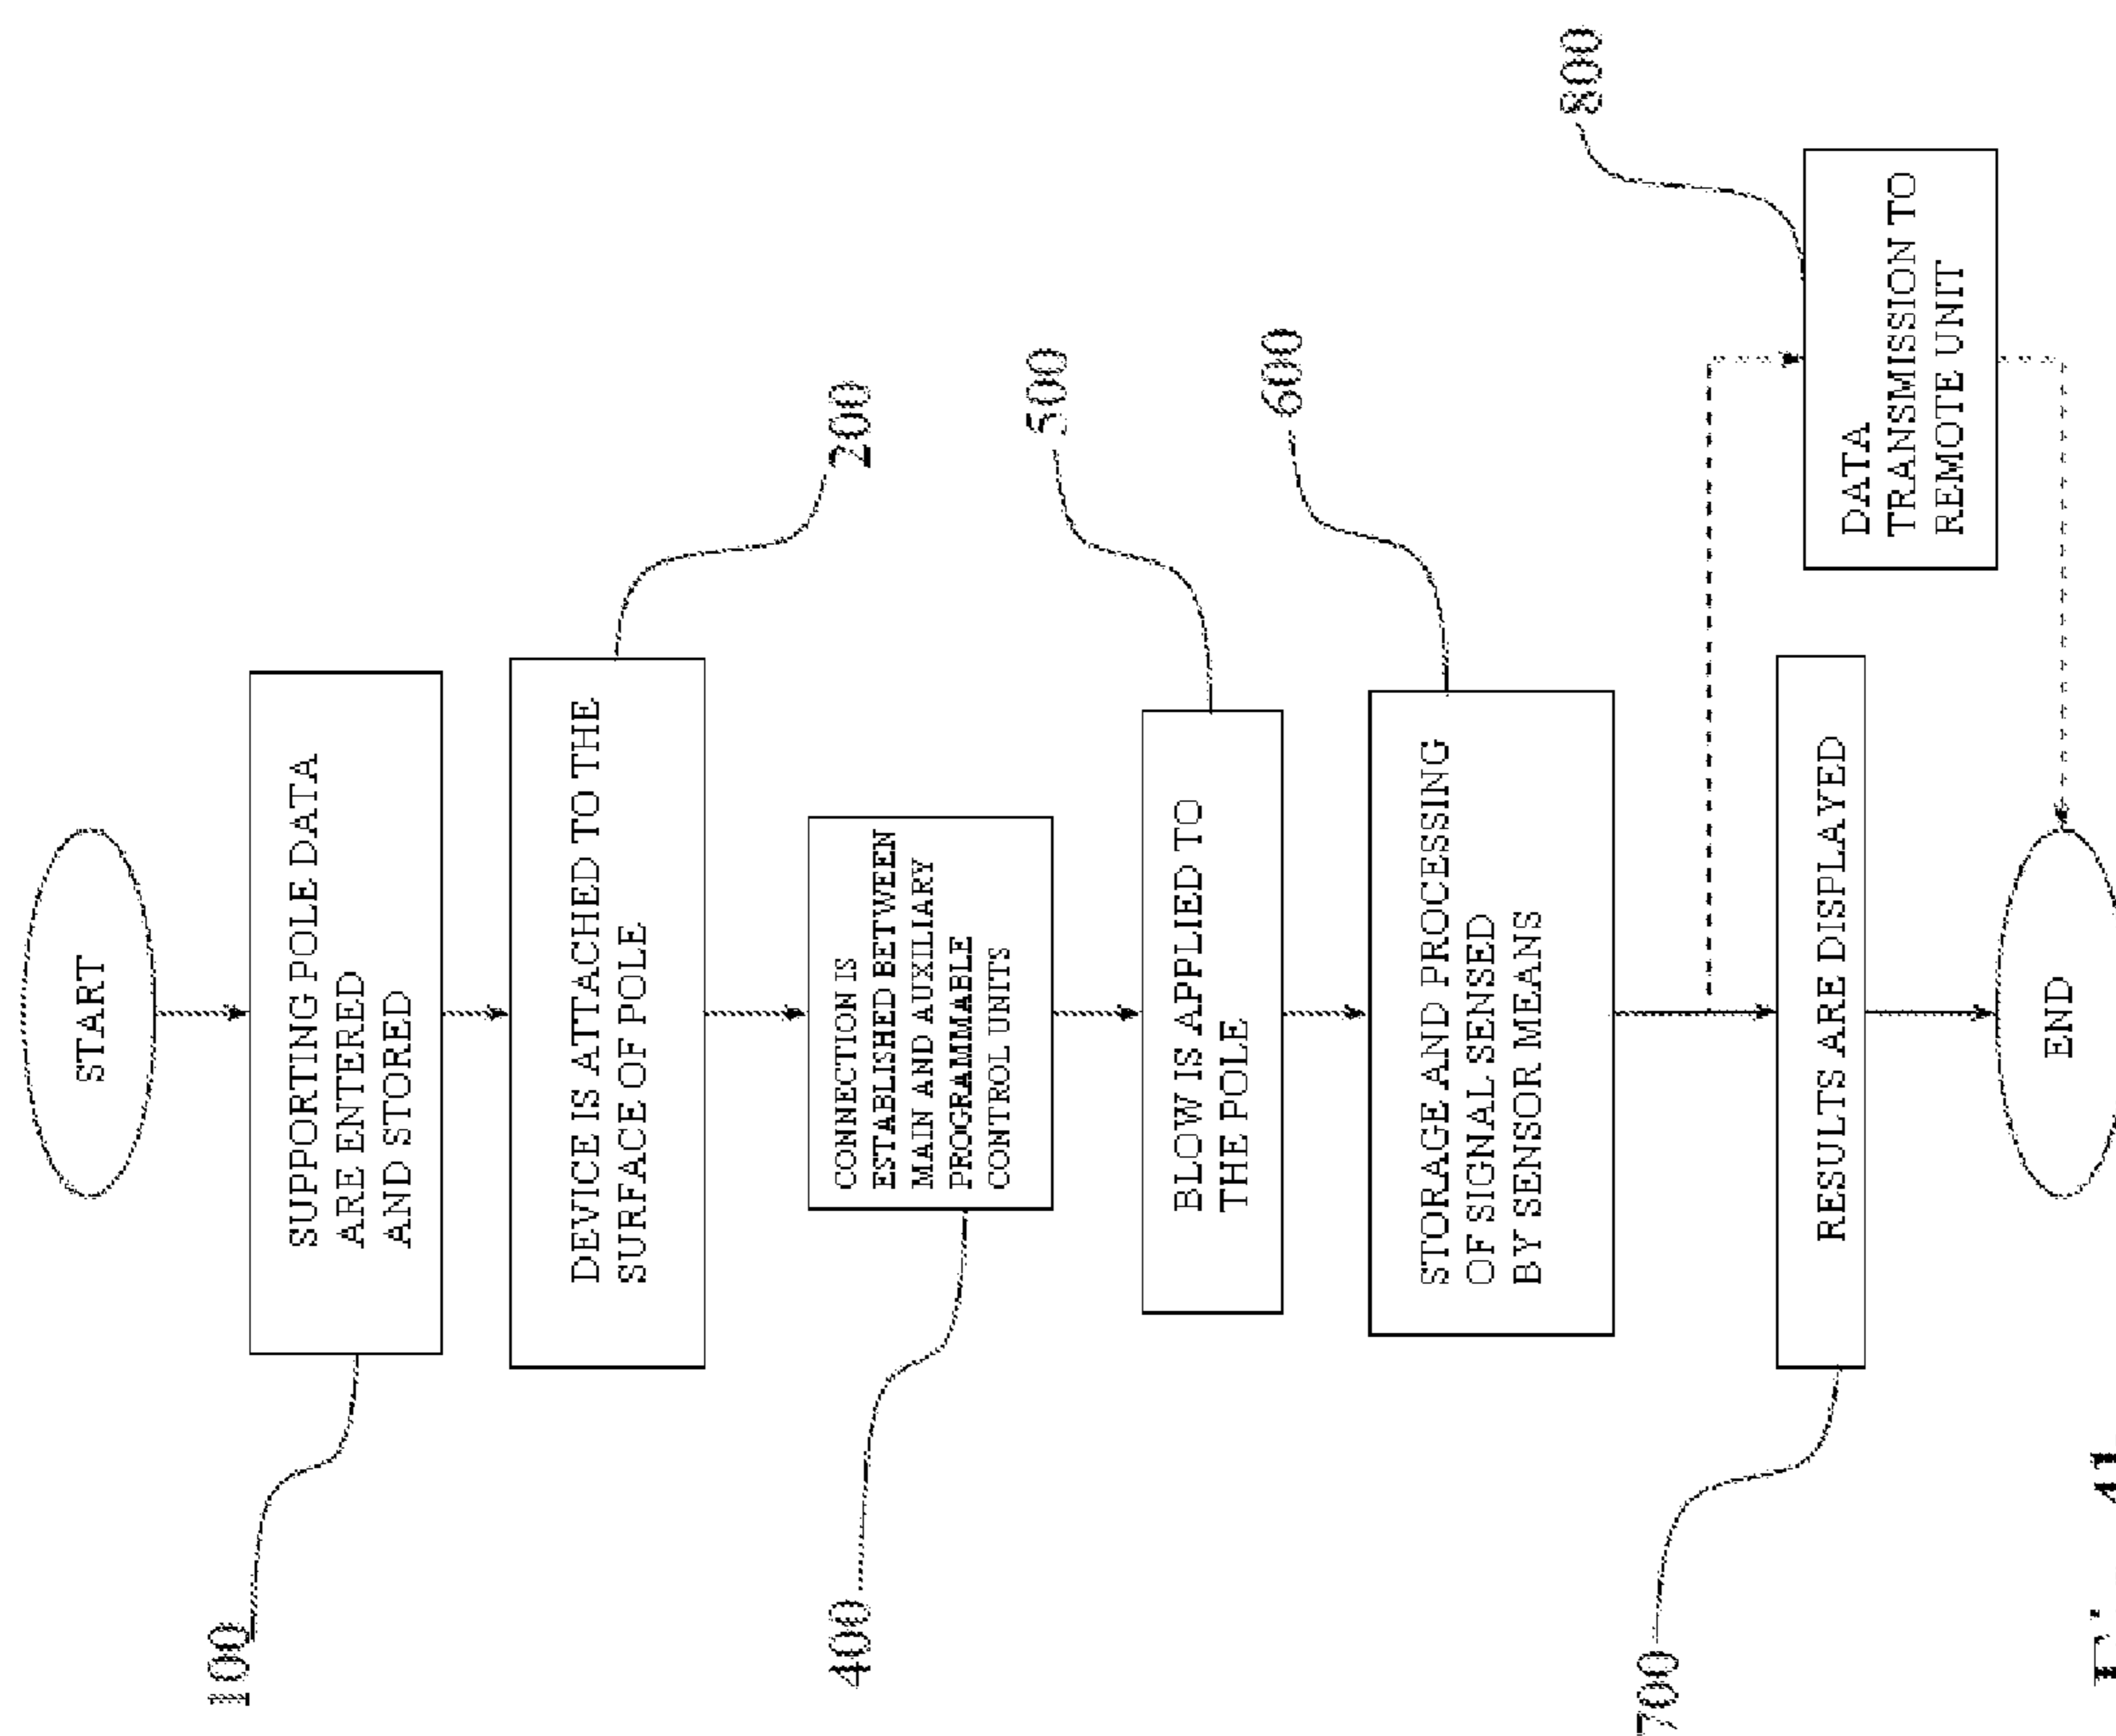 START
100
SUPPORTING POLE DATA
ARE ENTERED
AND STORED
DEVICE IS ATTACHED TO THE
SURFACE OF POLE
200
400
CONNECTION IS
ESTABLISHED BETWEEN
MAIN AND AUXILIARY
PROGRAMMABLE
CONTROL UNITS
BLOW IS APPLIED TO
THE POLE
500
STORAGE AND PROCESSING
OF SIGNAL SENSED
BY SENSOR MEANS
600
700
RESULTS ARE DISPLAYED
DATA
TRANSMISSION TO
REMOTE UNIT
800
END